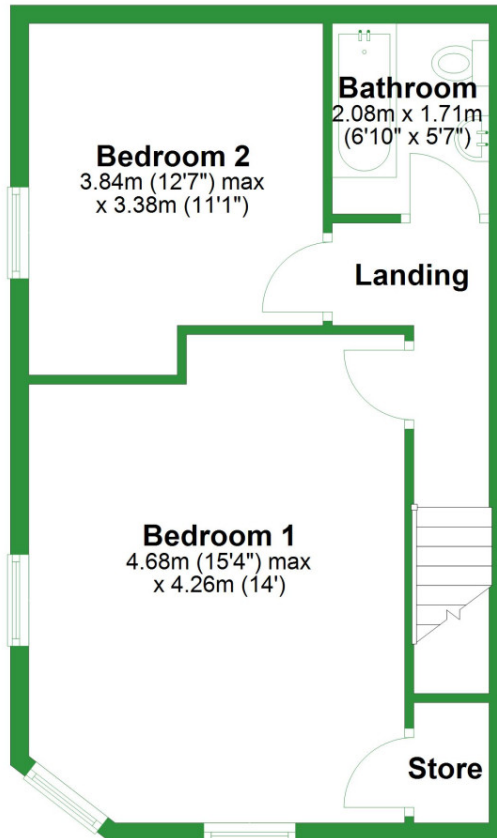 Bathroom
2.08m x 1.71m
(6'10" x 5'7")
Bedroom 2
3.84m (12'7") max
x 3.38m (11'1")
Landing
Bedroom 1
4.68m (15'4") max
x 4.26m (14')
Store